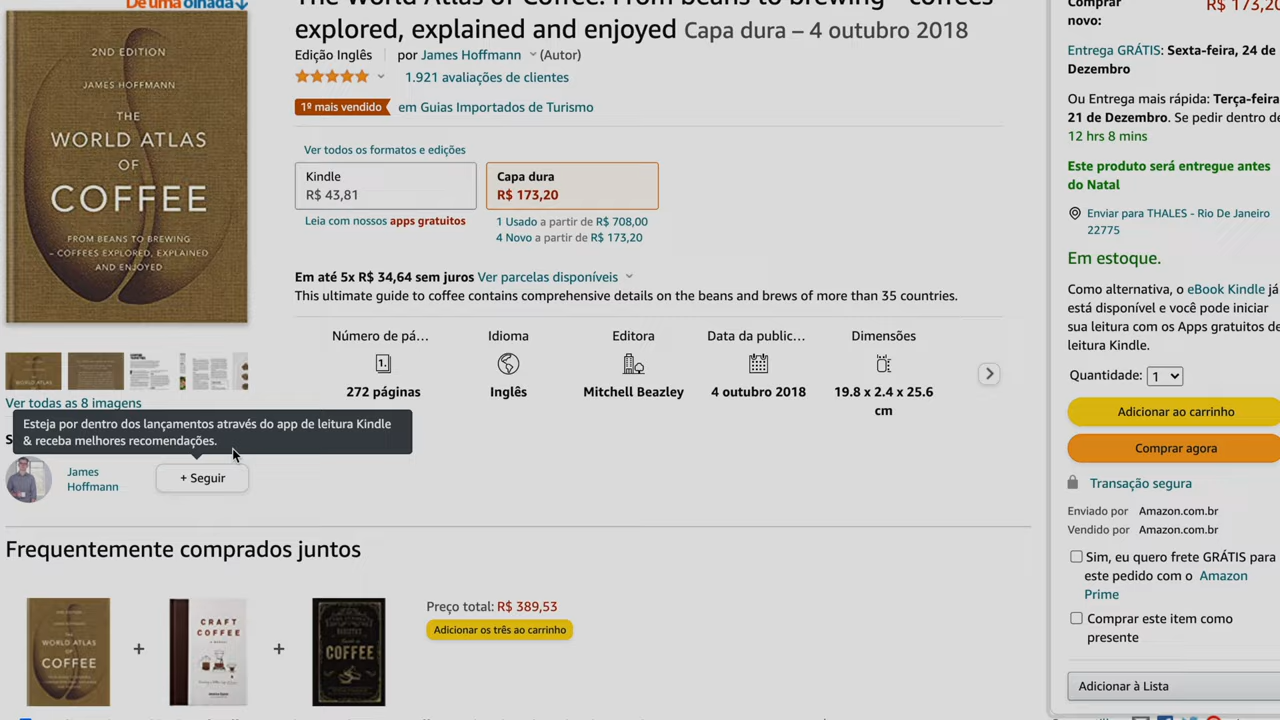 De uma olhada
2ND EDITION
JAMES HOFFMANN
THE
WORLD ATLAS
OF
COFFEE
FROM BEANS TO BREWING
– COFFEES EXPLORED, EXPLAINED
AND ENJOYED
Ver todas as 8 imagens
Esteja por dentro dos lançamentos através do app de leitura Kindle
& receba melhores recomendações.
James
Hoffmann
+ Seguir
The World Atlas of Coffee: From beans to brewing - coffees
explored, explained and enjoyed Capa dura – 4 outubro 2018
Edição Inglês por James Hoffmann (Autor)
1.921 avaliações de clientes
1º mais vendido em Guias Importados de Turismo
Ver todos os formatos e edições
Kindle
R$ 43,81
Capa dura
R$ 173,20
Leia com nossos apps gratuitos
1 Usado a partir de R$ 708,00
4 Novo a partir de R$ 173,20
Em até 5x R$ 34,64 sem juros Ver parcelas disponíveis
This ultimate guide to coffee contains comprehensive details on the beans and brews of more than 35 countries.
Número de pá...
1.
272 páginas
Idioma
Inglês
Editora
Mitchell Beazley
Data da public...
4 outubro 2018
Dimensões
19.8 x 2.4 x 25.6
cm
Frequentemente comprados juntos
THE
WORLD ATLAS
OF
COFFEE
+
CRAFT
COFFEE
+
COFFEE
Preço total: R$ 389,53
Adicionar os três ao carrinho
Comprar
novo:
R$ 173,20
Entrega GRÁTIS: Sexta-feira, 24 de
Dezembro
Ou Entrega mais rápida: Terça-feira
21 de Dezembro. Se pedir dentro de
12 hrs 8 mins
Este produto será entregue antes
do Natal
Enviar para THALES - Rio De Janeiro
22775
Em estoque.
Como alternativa, o eBook Kindle já
está disponível e você pode iniciar
sua leitura com os Apps gratuitos de
leitura Kindle.
Quantidade: 1
Adicionar ao carrinho
Comprar agora
Transação segura
Enviado por Amazon.com.br
Vendido por Amazon.com.br
Sim, eu quero frete GRÁTIS para
este pedido com o Amazon
Prime
Comprar este item como
presente
Adicionar à Lista